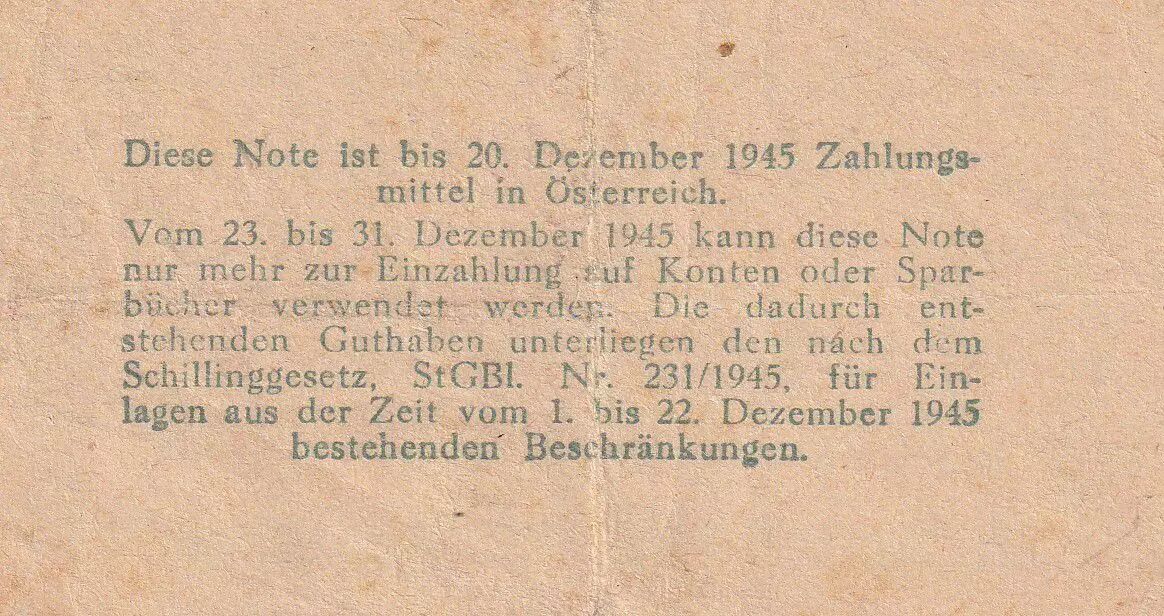 Diese Note ist bis 20. Dezember 1945 Zahlungs-
mittel in Österreich.
Vom 23. bis 31. Dezember 1945 kann diese Note
nur mehr zur Einzahlung auf Konten oder Spar-
bücher verwendet werden. Die dadurch ent-
stehenden Guthaben unterliegen den nach dem
Schillinggesetz, StGBl. Nr. 231/1945, für Ein-
lagen aus der Zeit vom 1. bis 22. Dezember 1945
bestehenden Beschränkungen.